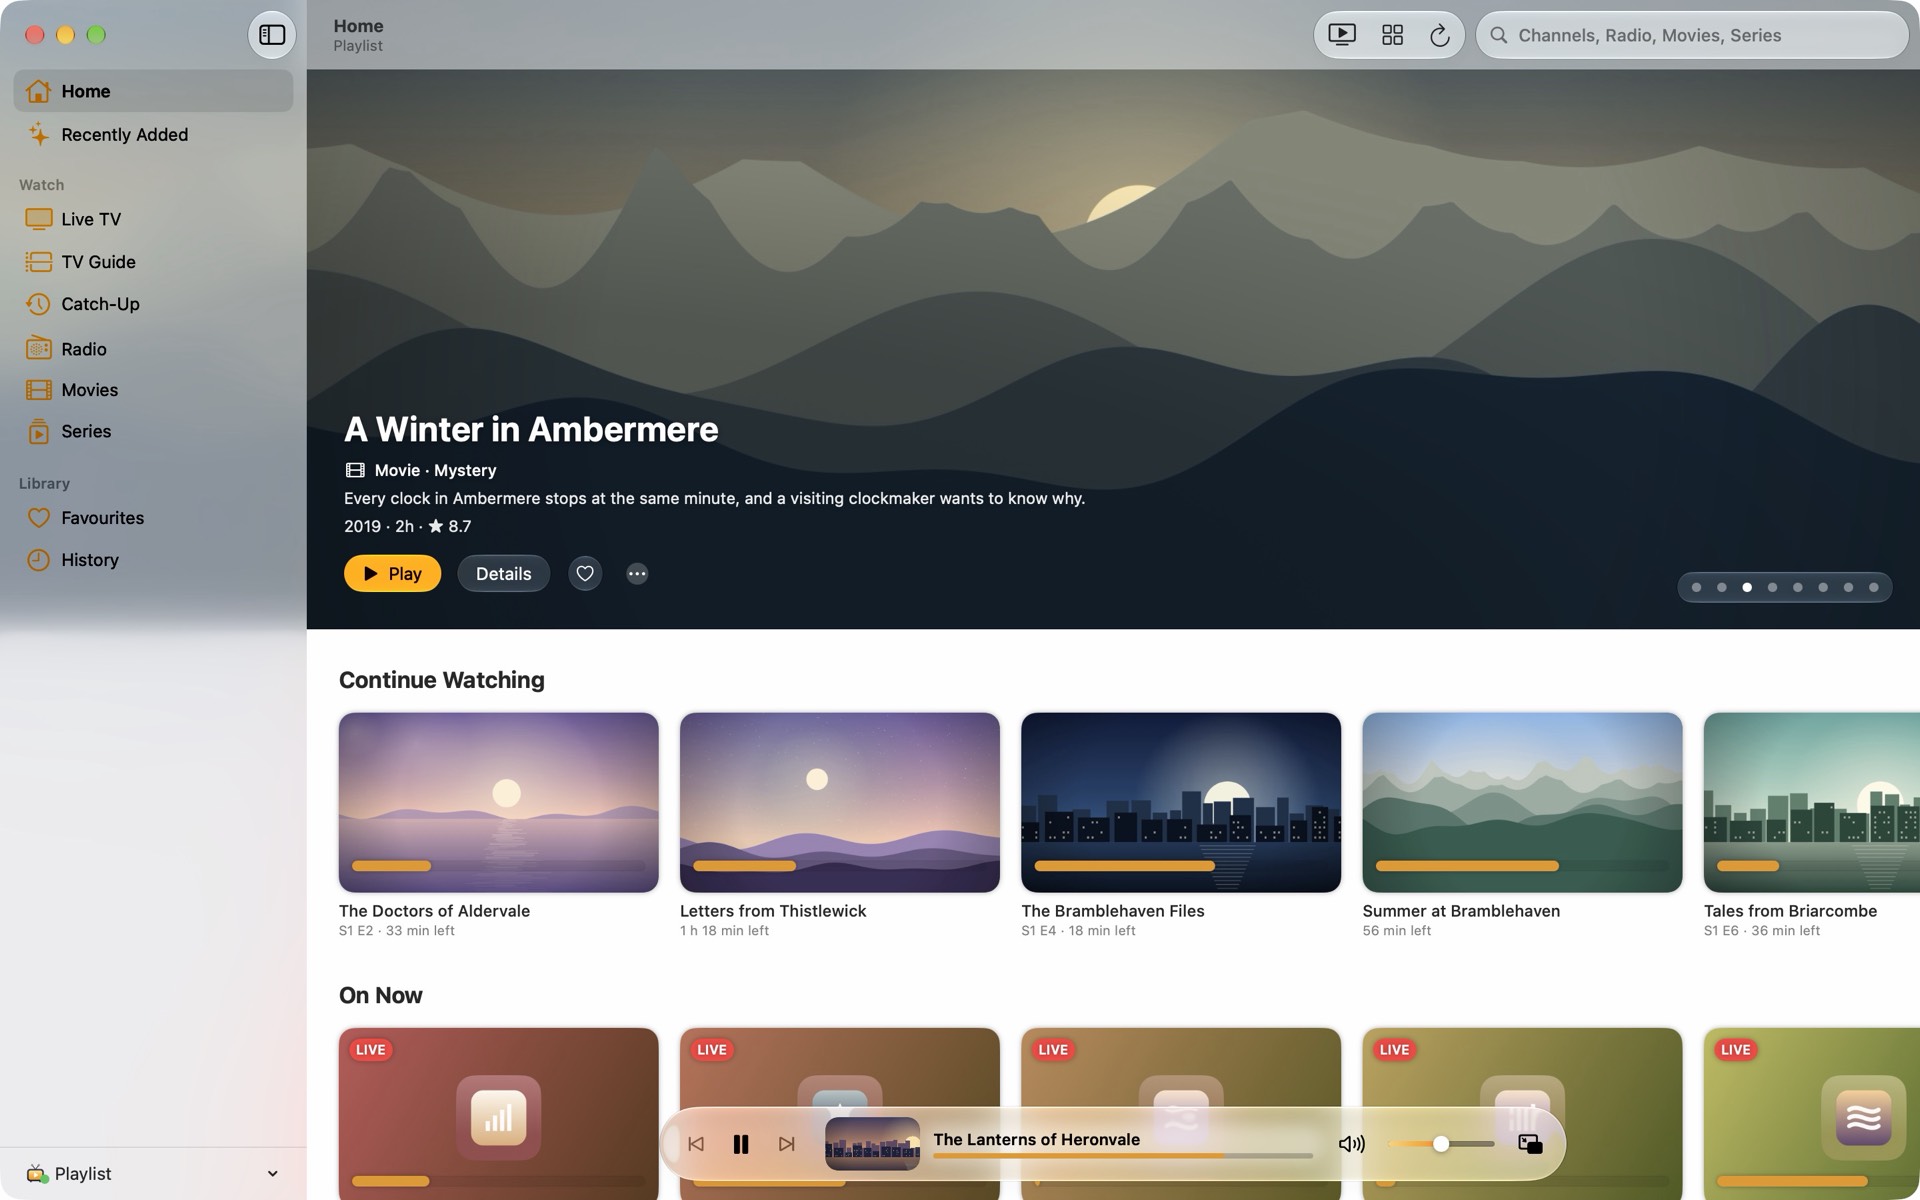 Home
Playlist
Channels, Radio, Movies, Series
Home
Recently Added
Watch
Live TV
TV Guide
Catch-Up
Radio
Movies
Series
Library
Favourites
History
Playlist
A Winter in Ambermere
Movie · Mystery
Every clock in Ambermere stops at the same minute, and a visiting clockmaker wants to know why.
2019 · 2h · ★ 8.7
Play
Details
Continue Watching
The Doctors of Aldervale
S1 E2 · 33 min left
Letters from Thistlewick
1 h 18 min left
The Bramblehaven Files
S1 E4 · 18 min left
Summer at Bramblehaven
56 min left
Tales from Briarcombe
S1 E6 · 36 min left
On Now
LIVE
LIVE
LIVE
LIVE
LIVE
The Lanterns of Heronvale